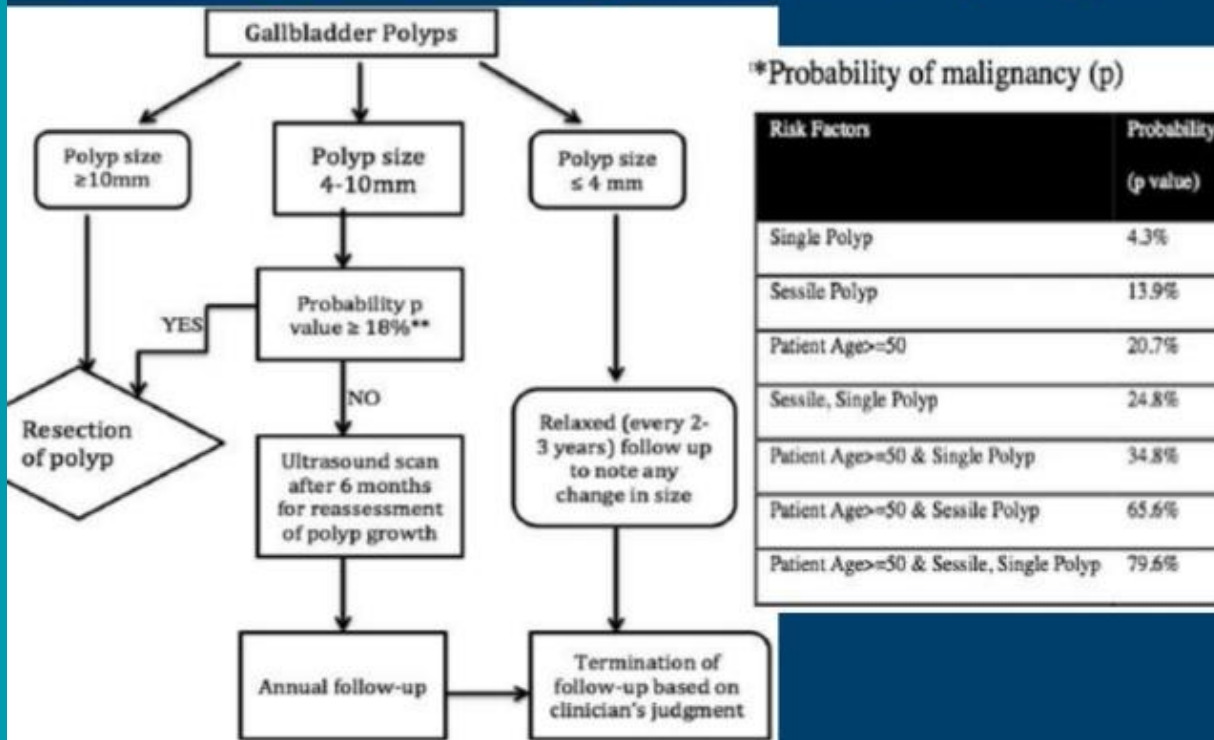 Gallbladder Polyps
Polyp size
≥10mm
Polyp size
4-10mm
Polyp size
≤ 4 mm
Probability p
value ≥ 18%**
YES
NO
Resection
of polyp
Ultrasound scan
after 6 months
for reassessment
of polyp growth
Relaxed (every 2-
3 years) follow up
to note any
change in size
Annual follow-up
Termination of
follow-up based on
clinician's judgment
*Probability of malignancy (p)
Risk Factors Probability
(p value)
Single Polyp 4.3%
Sessile Polyp 13.9%
Patient Age>=50 20.7%
Sessile, Single Polyp 24.8%
Patient Age>=50 & Single Polyp 34.8%
Patient Age>=50 & Sessile Polyp 65.6%
Patient Age>=50 & Sessile, Single Polyp 79.6%